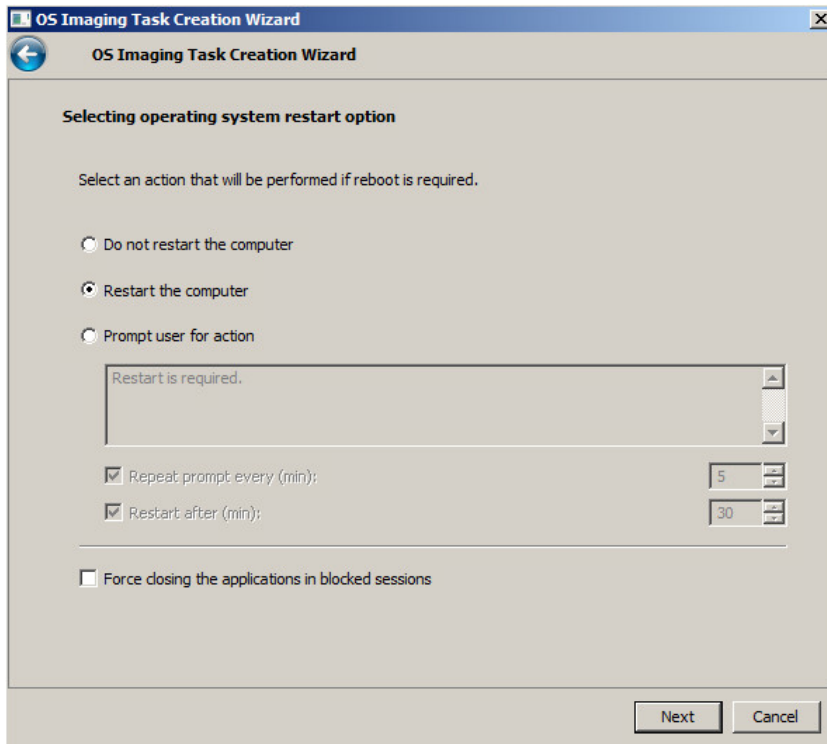 OS Imaging Task Creation Wizard
OS Imaging Task Creation Wizard
Selecting operating system restart option
Select an action that will be performed if reboot is required.
Do not restart the computer
Restart the computer
Prompt user for action
Restart is required.
Repeat prompt every (min): 5
Restart after (min): 30
Force closing the applications in blocked sessions
Next Cancel